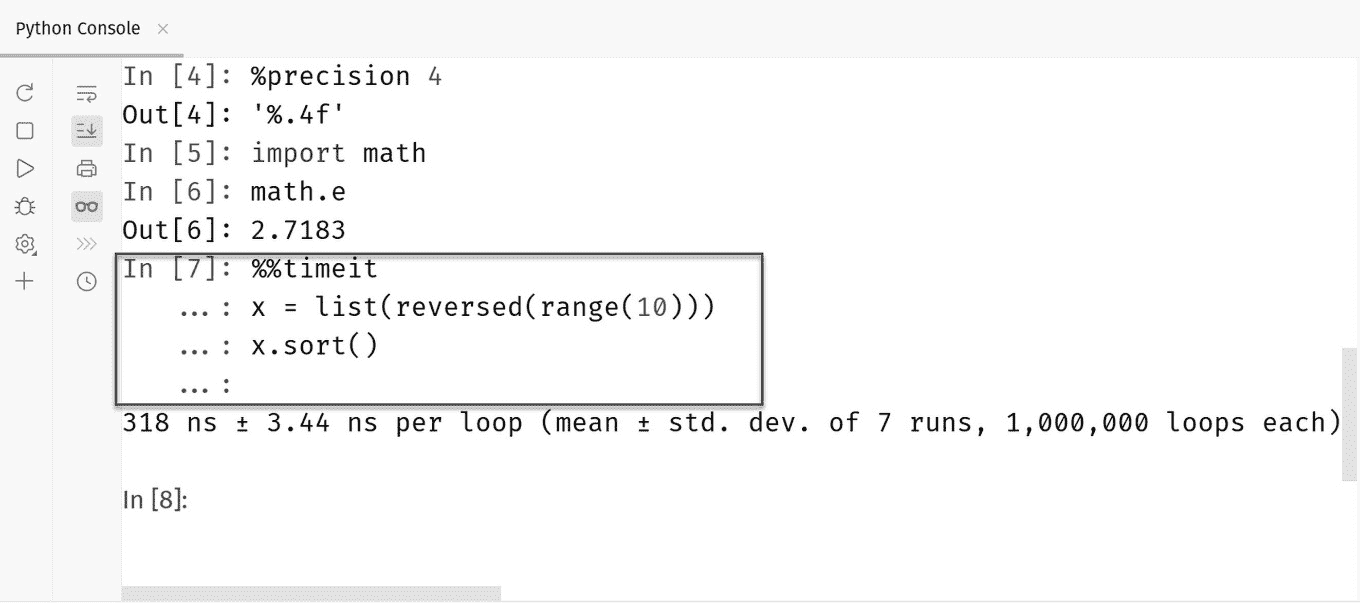 Python Console
In [4]: %precision 4
Out[4]: '%.4f'
In [5]: import math
In [6]: math.e
Out[6]: 2.7183
In [7]: %%timeit
...: x = list(reversed(range(10)))
...: x.sort()
...:
318 ns ± 3.44 ns per loop (mean ± std. dev. of 7 runs, 1,000,000 loops each)
In [8]: